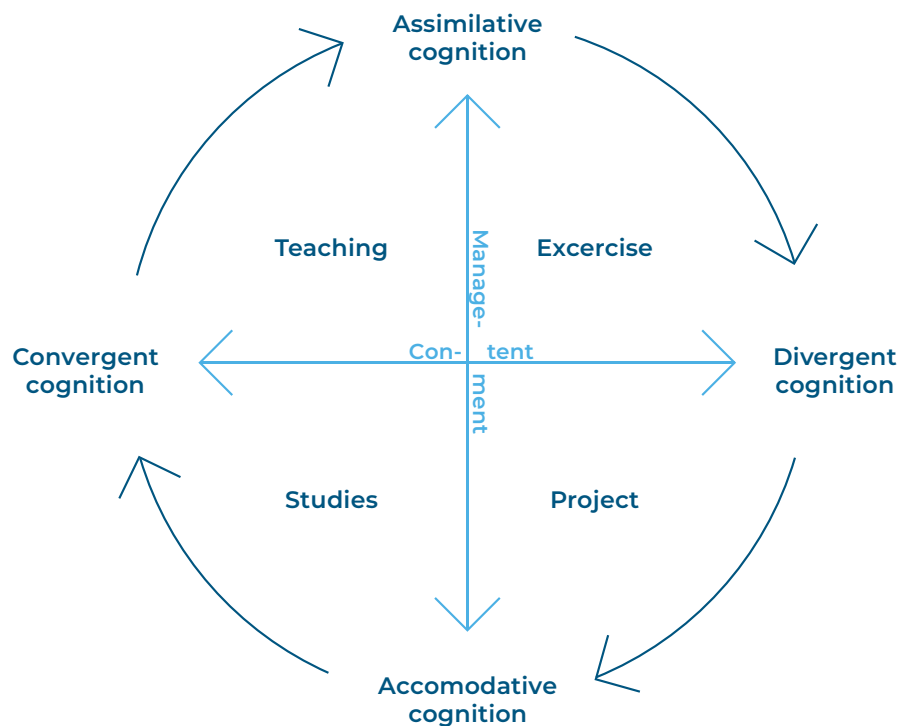 Assimilative
cognition
Teaching
Excercise
Manage-
ment
Con- tent
Convergent
cognition
Divergent
cognition
Studies
Project
Accomodative
cognition